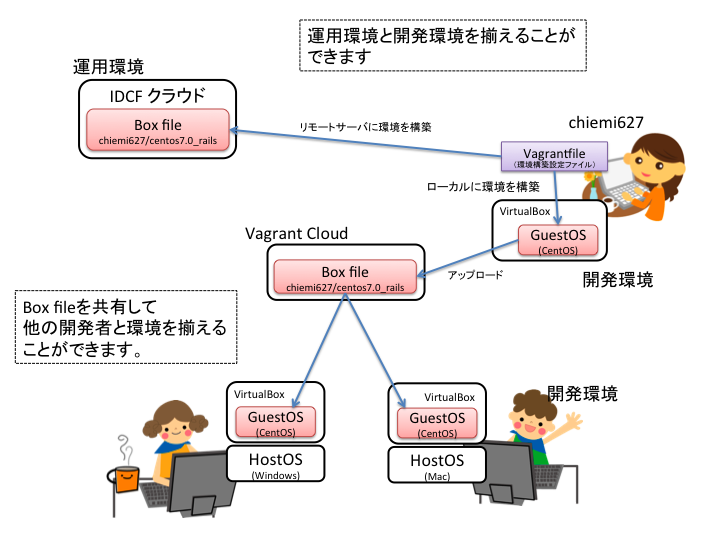 運用環境と開発環境を揃えることが
できます
運用環境
IDCF クラウド
Box file
chiemi627/centos7.0_rails
リモートサーバに環境を構築
chiemi627
Vagrantfile
(環境構築設定ファイル)
ローカルに環境を構築
VirtualBox
GuestOS
(CentOS)
開発環境
Vagrant Cloud
Box file
chiemi627/centos7.0_rails
アップロード
Box fileを共有して
他の開発者と環境を揃える
ことができます。
VirtualBox
GuestOS
(CentOS)
HostOS
(Windows)
VirtualBox
GuestOS
(CentOS)
HostOS
(Mac)
開発環境